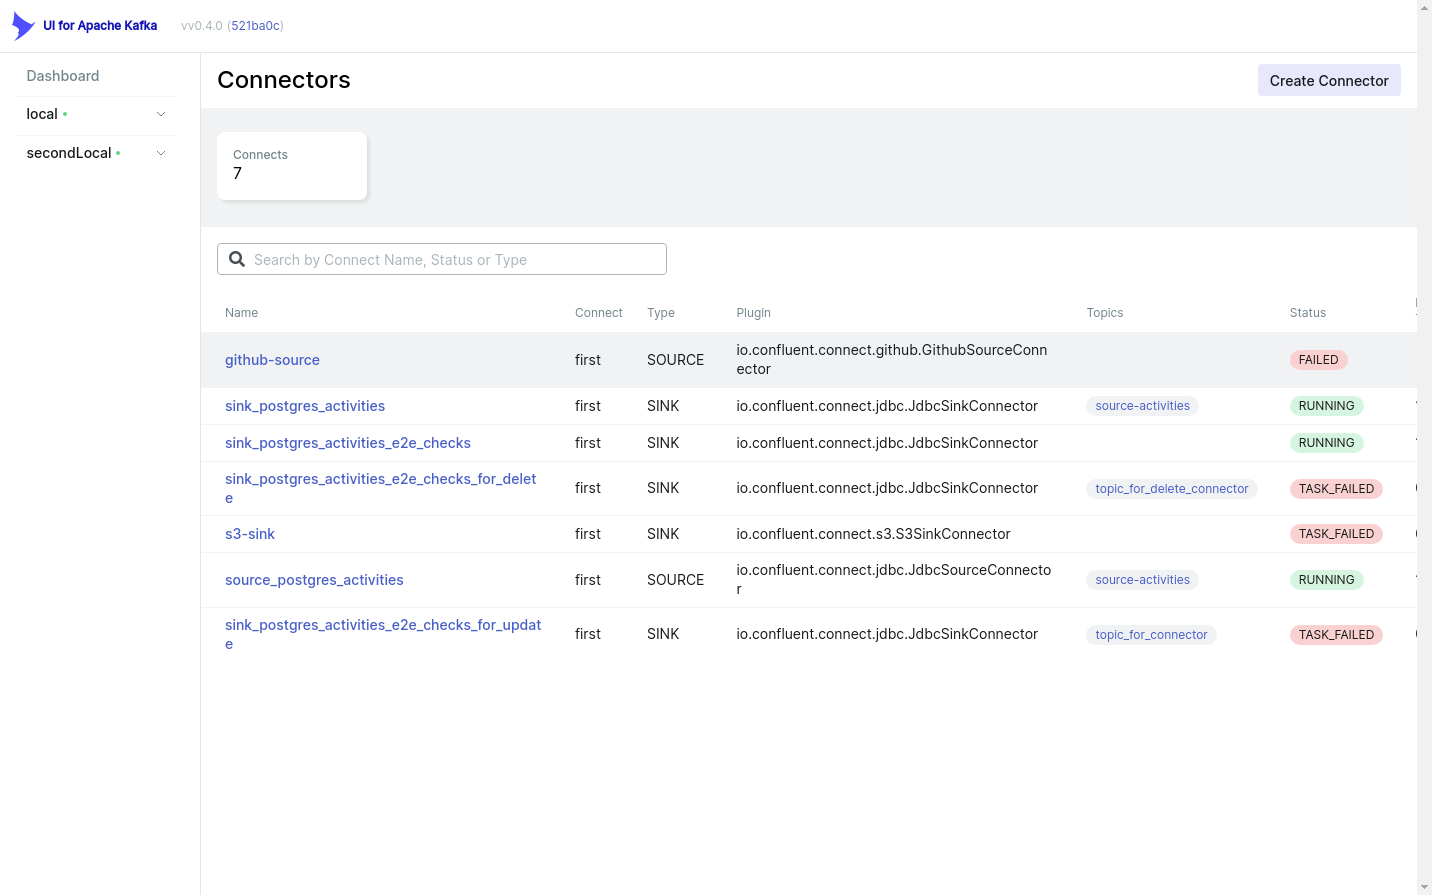 UI for Apache Kafka vv0.4.0 (521ba0c)
Dashboard
local
secondLocal
Connectors
Create Connector
Connects
7
Search by Connect Name, Status or Type
Name Connect Type Plugin Topics Status
github-source first SOURCE io.confluent.connect.github.GithubSourceConn
ector FAILED
sink_postgres_activities first SINK io.confluent.connect.jdbc.JdbcSinkConnector source-activities RUNNING
sink_postgres_activities_e2e_checks first SINK io.confluent.connect.jdbc.JdbcSinkConnector RUNNING
sink_postgres_activities_e2e_checks_for_delet
e first SINK io.confluent.connect.jdbc.JdbcSinkConnector topic_for_delete_connector TASK_FAILED
s3-sink first SINK io.confluent.connect.s3.S3SinkConnector TASK_FAILED
source_postgres_activities first SOURCE io.confluent.connect.jdbc.JdbcSourceConnecto
r source-activities RUNNING
sink_postgres_activities_e2e_checks_for_updat
e first SINK io.confluent.connect.jdbc.JdbcSinkConnector topic_for_connector TASK_FAILED